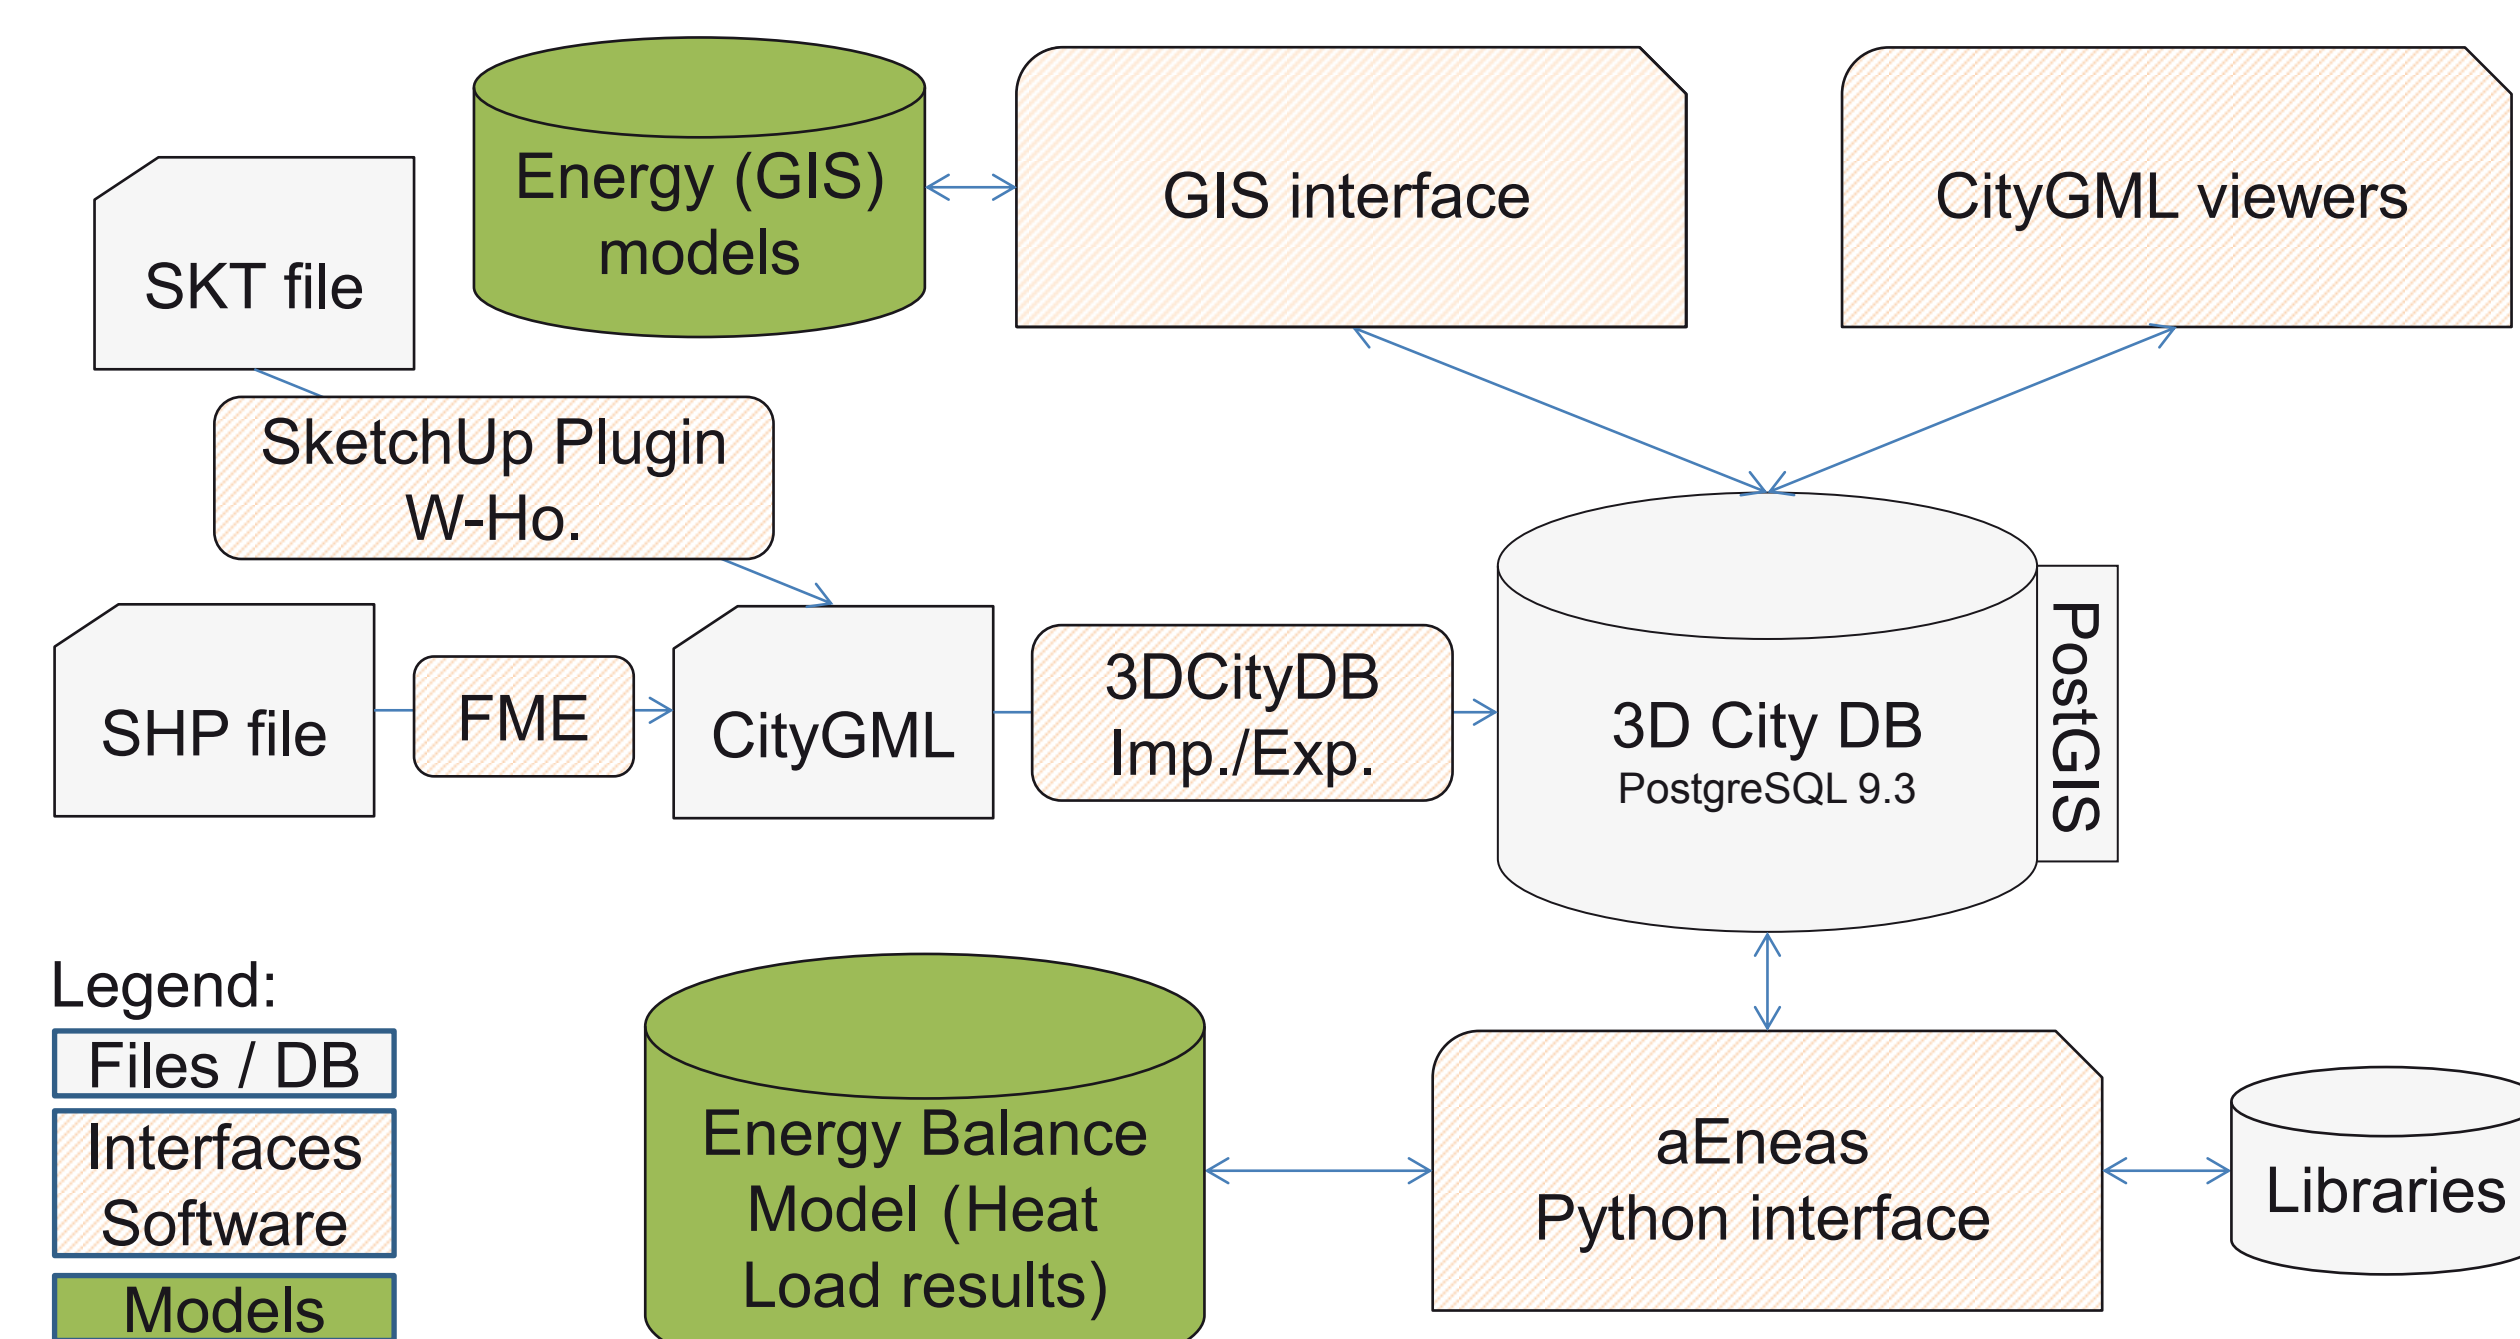 Energy (GIS)
models
GIS interface
CityGML viewers
SKT file
SketchUp Plugin
W-Ho.
SHP file
FME
CityGML
3DCityDB
Imp./Exp.
3D City DB
PostgreSQL 9.3
PostGIS
Legend:
Files / DB
Interfaces
Software
Models
Energy Balance
Model (Heat
Load results)
aEneas
Python interface
Libraries